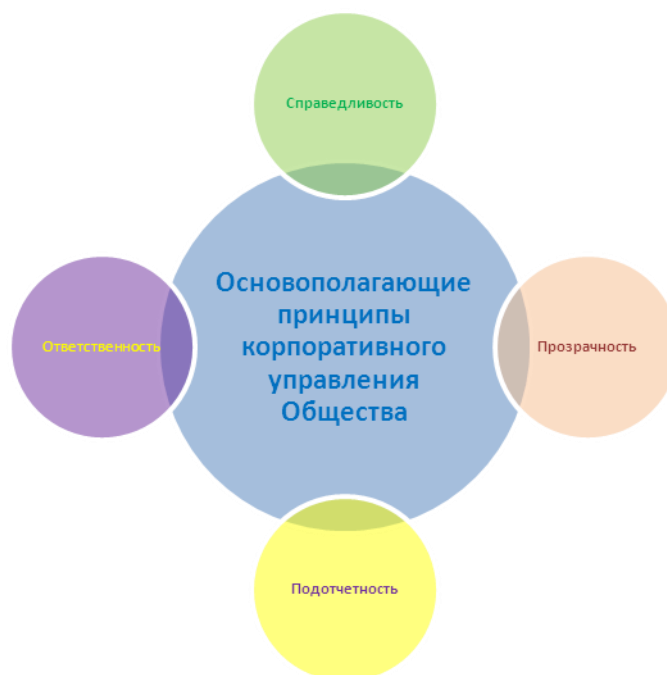 Справедливость
Основополагающие
принципы
корпоративного
управления
Общества
Ответственность
Прозрачность
Подотчетность